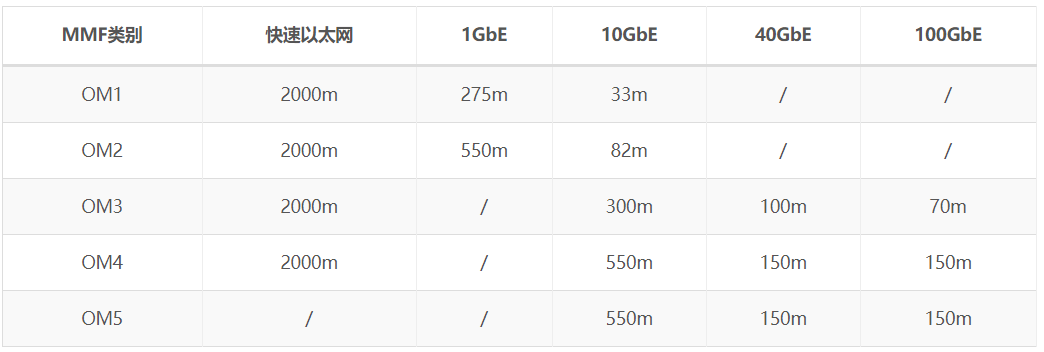 MMF类别 快速以太网 1GbE 10GbE 40GbE 100GbE
OM1 2000m 275m 33m / /
OM2 2000m 550m 82m / /
OM3 2000m / 300m 100m 70m
OM4 2000m / 550m 150m 150m
OM5 / / 550m 150m 150m